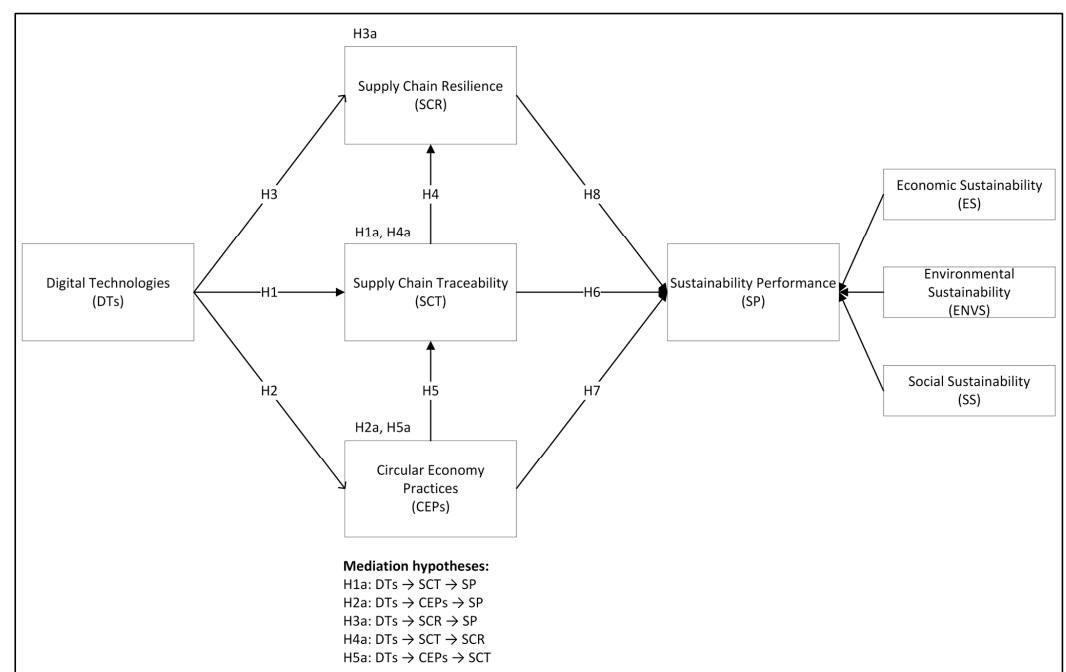 H3a
Supply Chain Resilience
(SCR)
H3
H4
H8
Economic Sustainability
(ES)
H1a, H4a
Digital Technologies
(DTs)
H1
Supply Chain Traceability
(SCT)
H6
Sustainability Performance
(SP)
Environmental
Sustainability
(ENVS)
H2
H5
H7
Social Sustainability
(SS)
H2a, H5a
Circular Economy
Practices
(CEPs)
Mediation hypotheses:
H1a: DTs → SCT → SP
H2a: DTs → CEPs → SP
H3a: DTs → SCR → SP
H4a: DTs → SCT → SCR
H5a: DTs → CEPs → SCT